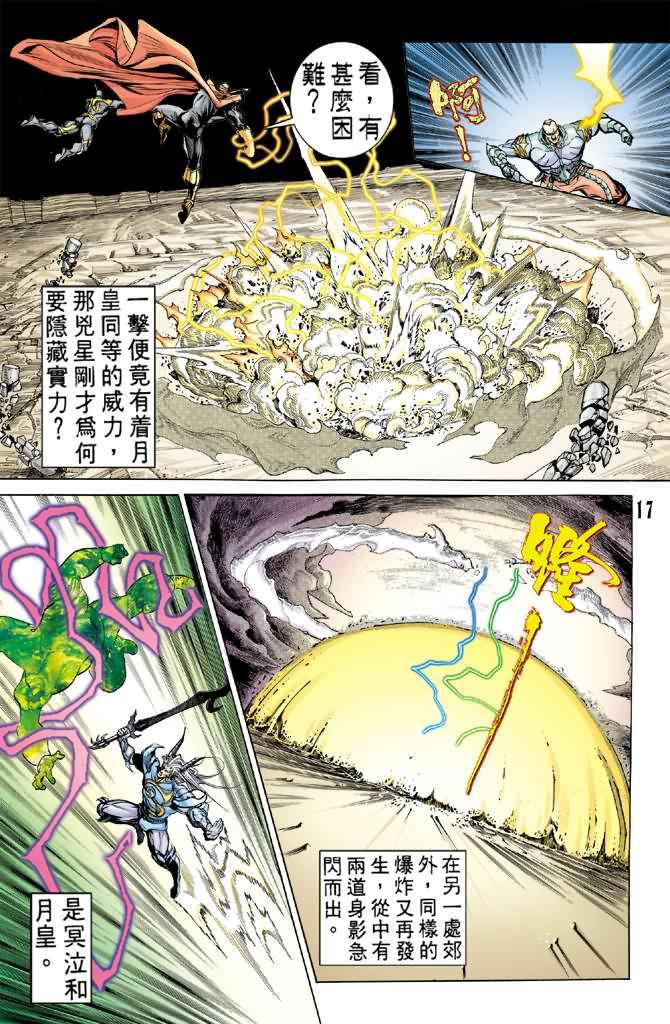 啊！
看，有
甚麼困
難？
一擊便竟有着月
皇同等的威力，
那兇星剛才為何
要隱藏實力？
17
在另一處郊
外，同樣的
爆炸又再發
生，從中有
兩道身影急
閃而出。
是冥泣和
月皇。